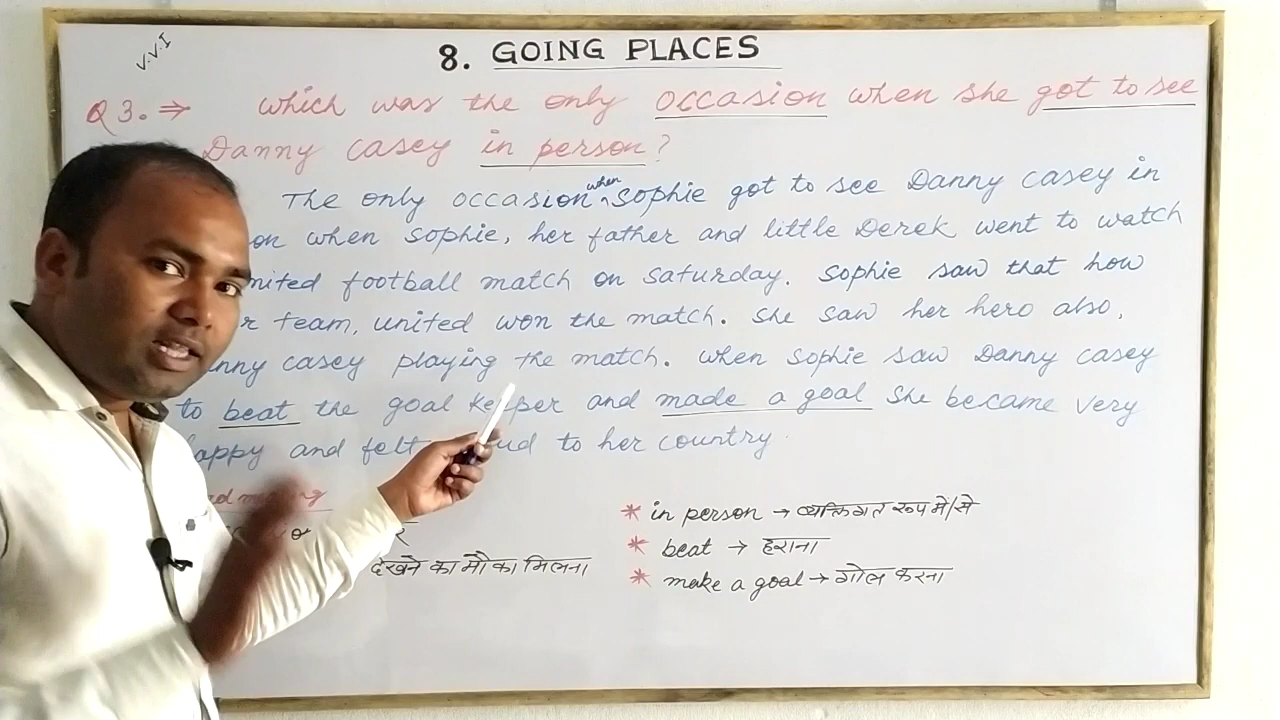 V.V.I
8. GOING PLACES
Q3. ⇒ which was the only occasion when she got to see
Danny casey in person?
The only occasion when sophie got to see Danny casey in
on when sophie, her father and little Derek went to watch
nited football match on saturday. sophie saw that how
r team, united won the match. she saw her hero also,
nny casey playing the match. when sophie saw Danny casey
to beat the goal keeper and made a goal she became very
appy and felt ud to her country.
in person → व्यक्तिगत रूप में/से
beat → हराना
देखने का मौका मिलना
make a goal → गोल करना